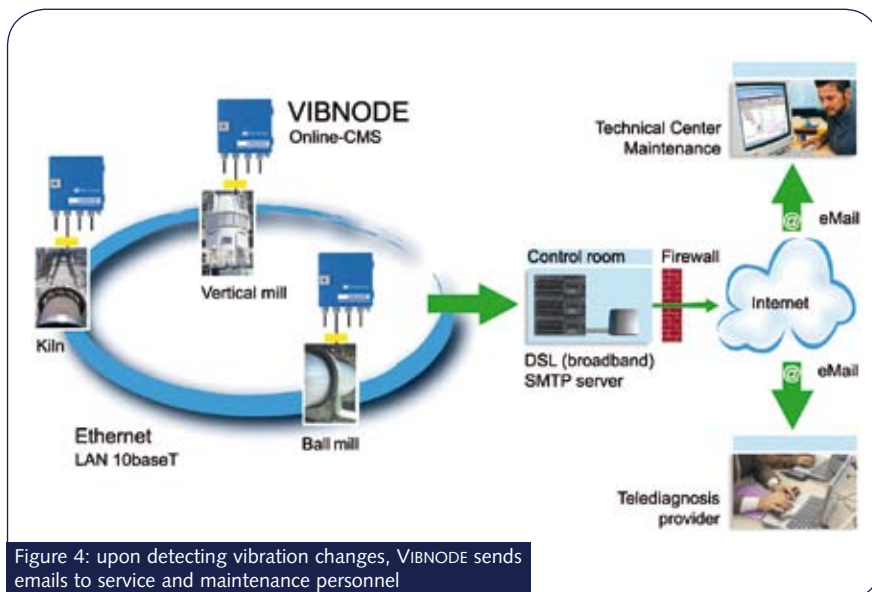 VIBNODE
Online-CMS
Kiln
Vertical mill
Ball mill
Ethernet
LAN 10baseT
Control room
DSL (broadband)
SMTP server
Firewall
Internet
@
eMail
Technical Center
Maintenance
@
eMail
Telediagnosis
provider
Figure 4: upon detecting vibration changes, VIBNODE sends
emails to service and maintenance personnel